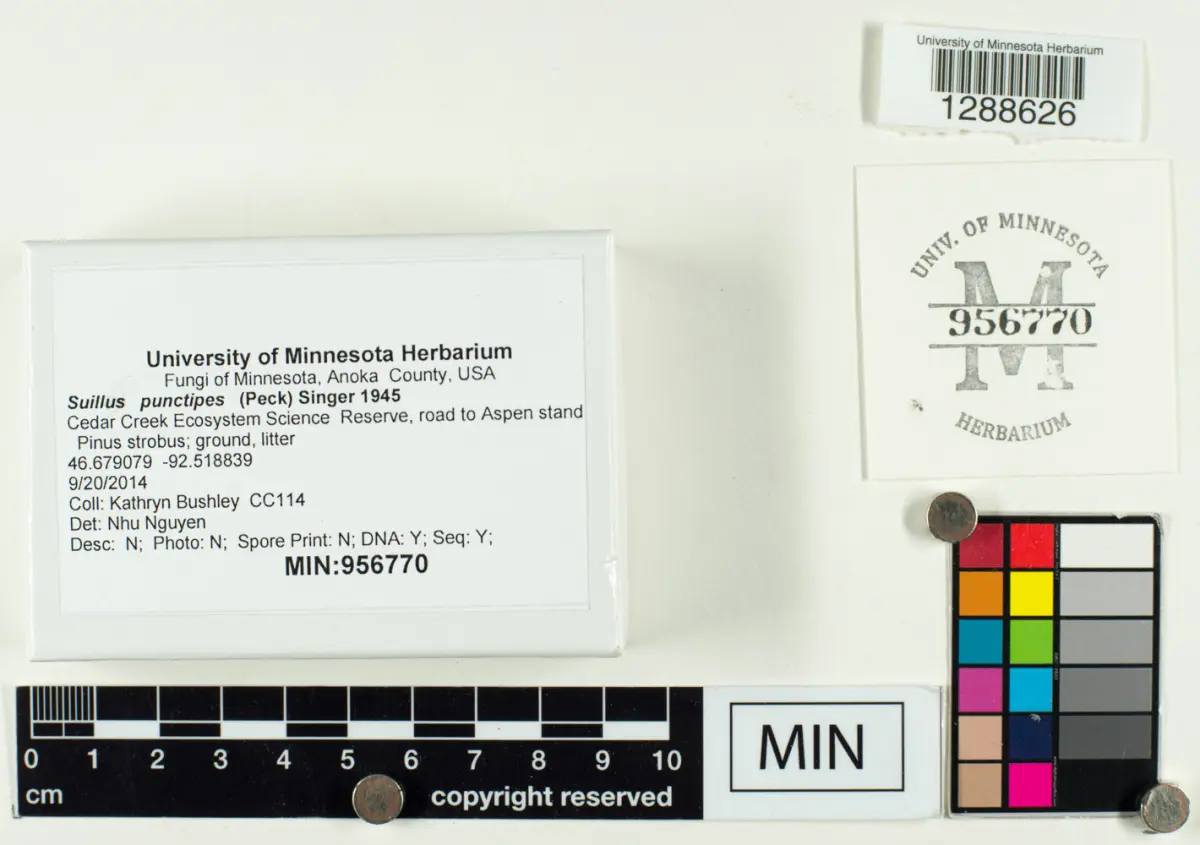 University of Minnesota Herbarium
1288626
UNIV. OF MINNESOTA
M
956770
HERBARIUM
University of Minnesota Herbarium
Fungi of Minnesota, Anoka County, USA
Suillus punctipes (Peck) Singer 1945
Cedar Creek Ecosystem Science Reserve, road to Aspen stand
Pinus strobus; ground, litter
46.679079 -92.518839
9/20/2014
Coll: Kathryn Bushley CC114
Det: Nhu Nguyen
Desc: N; Photo: N; Spore Print: N; DNA: Y; Seq: Y;
MIN:956770
0 1 2 3 4 5 6 7 8 9 10
cm
copyright reserved
MIN